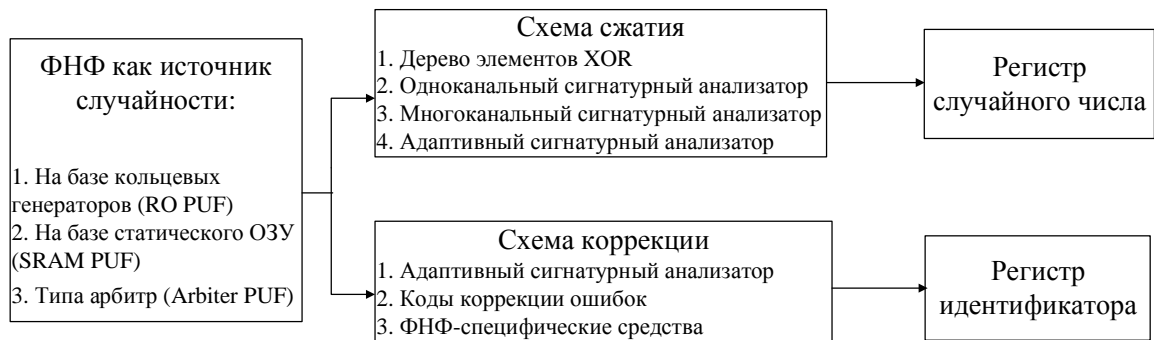 ФНФ как источник
случайности:
1. На базе кольцевых
генераторов (RO PUF)
2. На базе статического ОЗУ
(SRAM PUF)
3. Типа арбитр (Arbiter PUF)
Схема сжатия
1. Дерево элементов XOR
2. Одноканальный сигнатурный анализатор
3. Многоканальный сигнатурный анализатор
4. Адаптивный сигнатурный анализатор
Регистр
случайного числа
Схема коррекции
1. Адаптивный сигнатурный анализатор
2. Коды коррекции ошибок
3. ФНФ-специфические средства
Регистр
идентификатора